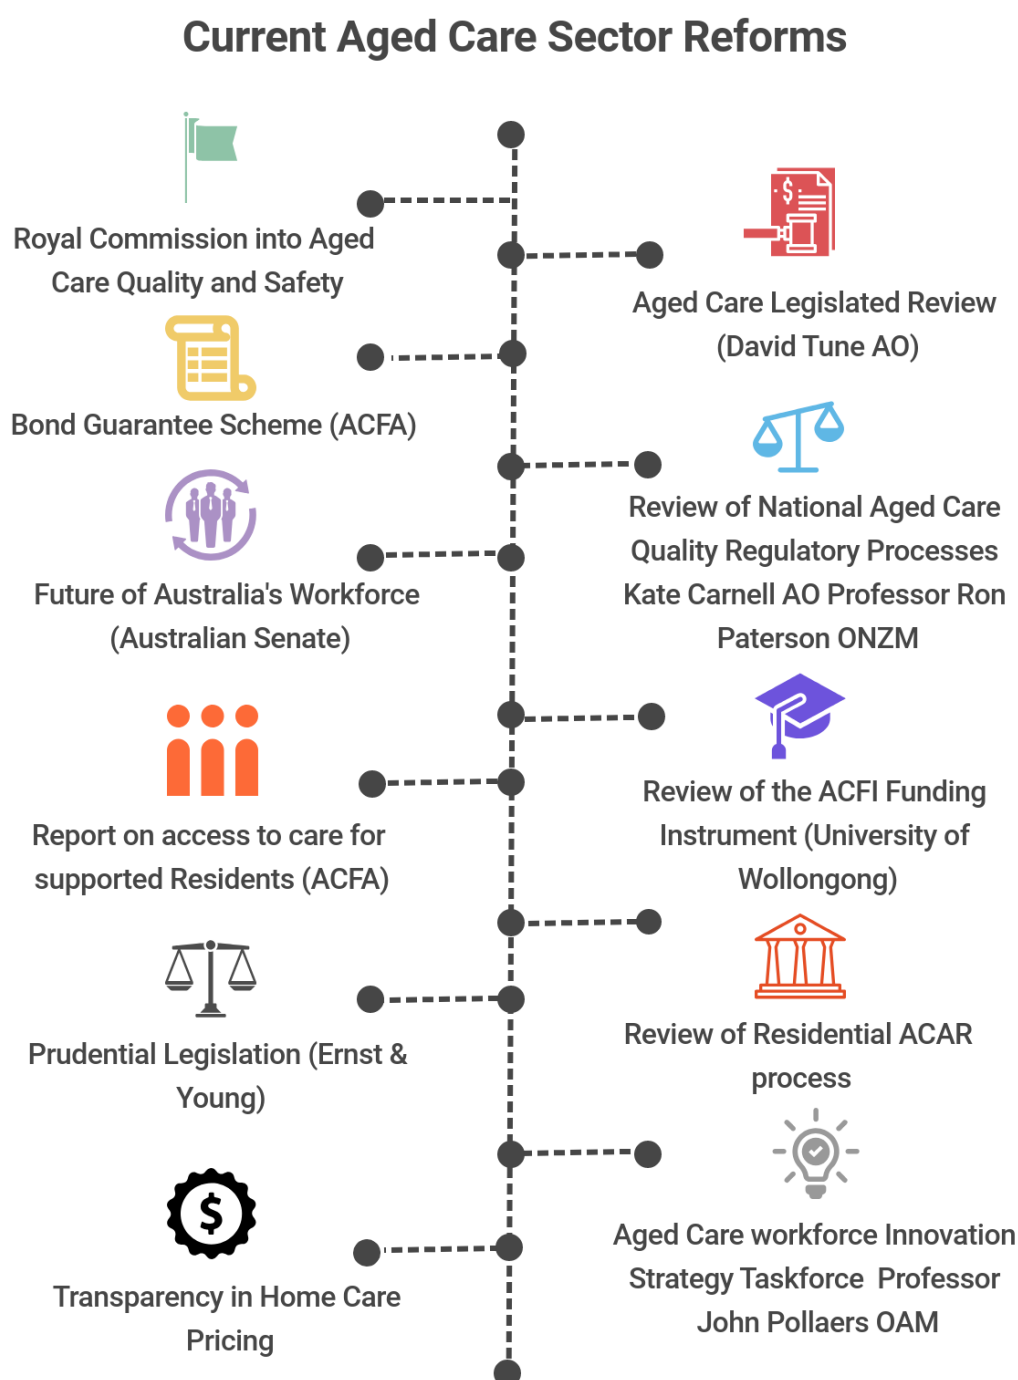 Current Aged Care Sector Reforms
Royal Commission into Aged
Care Quality and Safety
$
Aged Care Legislated Review
(David Tune AO)
Bond Guarantee Scheme (ACFA)
Review of National Aged Care
Quality Regulatory Processes
Kate Carnell AO Professor Ron
Paterson ONZM
Future of Australia's Workforce
(Australian Senate)
Review of the ACFI Funding
Instrument (University of
Wollongong)
Report on access to care for
supported Residents (ACFA)
Review of Residential ACAR
process
Prudential Legislation (Ernst &
Young)
Aged Care workforce Innovation
Strategy Taskforce  Professor
John Pollaers OAM
$
Transparency in Home Care
Pricing